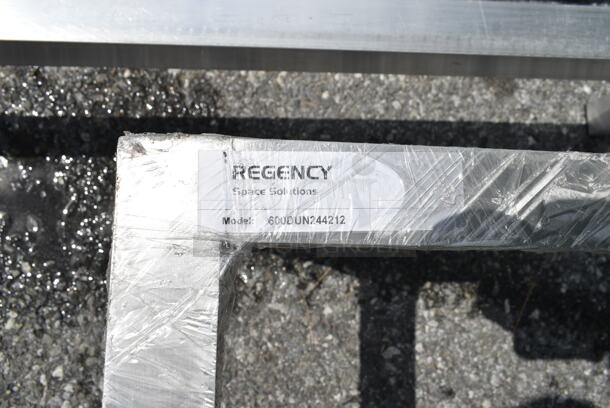 REGENCY
Space Solutions
Model: 600DUN244212